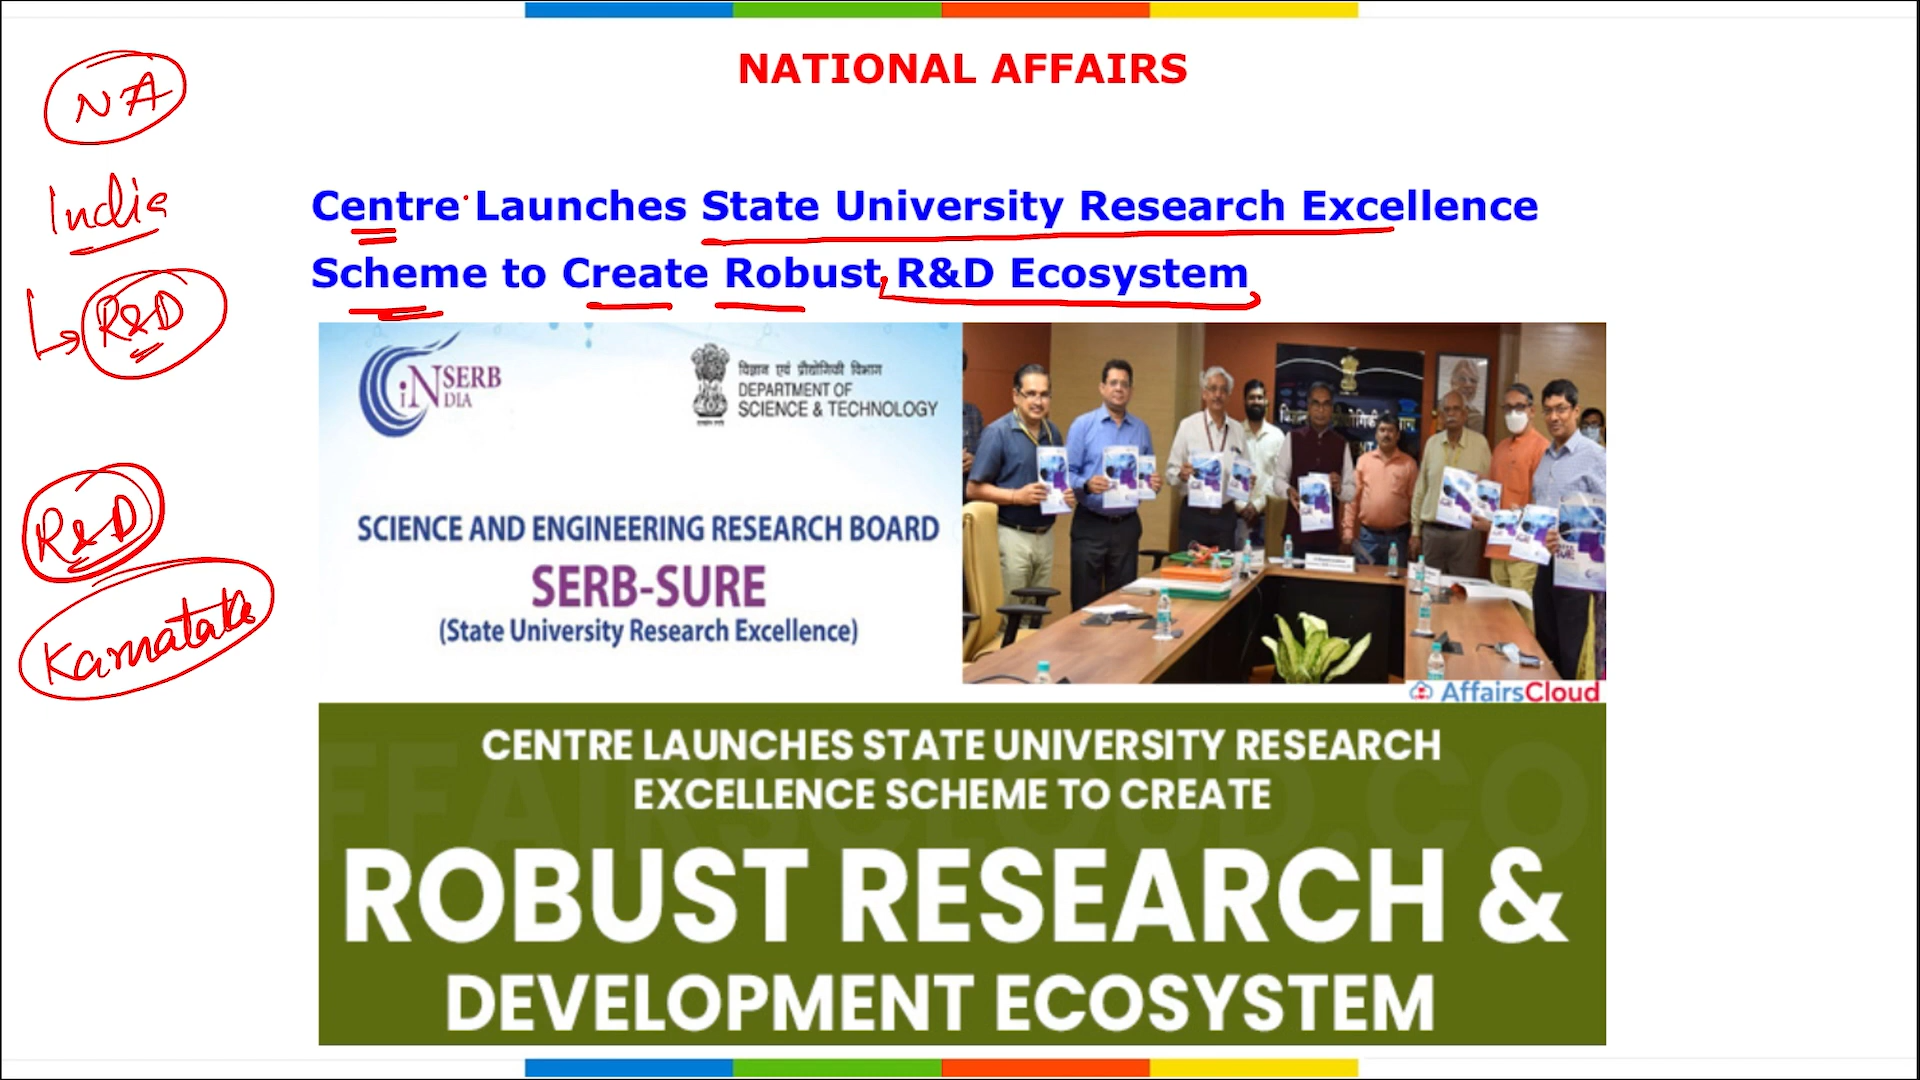 NATIONAL AFFAIRS
NA
India
R&D
R&D
Karnataka
Centre Launches State University Research Excellence
Scheme to Create Robust R&D Ecosystem
SERB
iNDIA
विज्ञान एवं प्रौद्योगिकी विभाग
DEPARTMENT OF
SCIENCE & TECHNOLOGY
SCIENCE AND ENGINEERING RESEARCH BOARD
SERB-SURE
(State University Research Excellence)
AffairsCloud
CENTRE LAUNCHES STATE UNIVERSITY RESEARCH
EXCELLENCE SCHEME TO CREATE
ROBUST RESEARCH &
DEVELOPMENT ECOSYSTEM